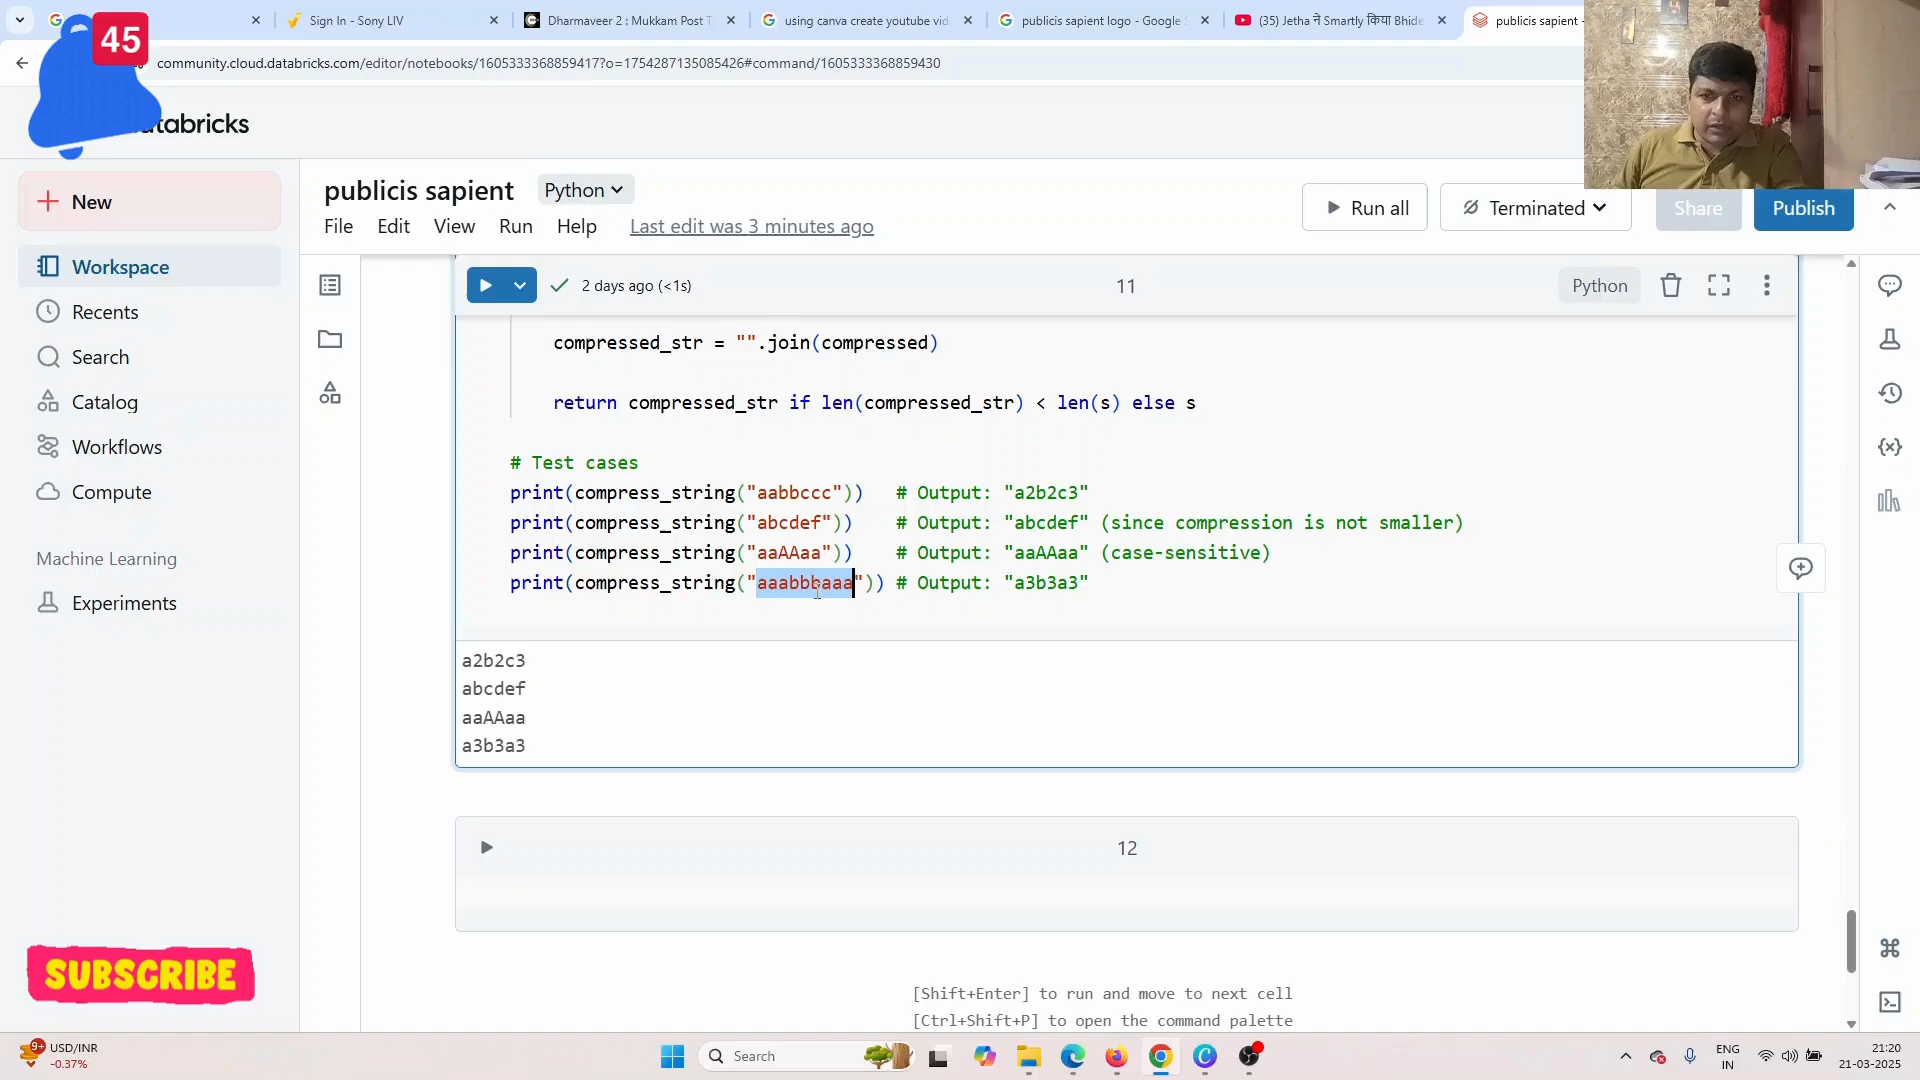 45
Sign In - Sony LIV
Dharmaveer 2 : Mukkam Post T
using canva create youtube vid
publicis sapient logo - Google S
(35) Jetha ने Smartly किया Bhide
publicis sapient -
community.cloud.databricks.com/editor/notebooks/1605333368859417?o=1754287135085426#command/1605333368859430
tabricks
New
publicis sapient
Python
Run all
Terminated
Share
Publish
File
Edit
View
Run
Help
Last edit was 3 minutes ago
Workspace
Recents
Search
Catalog
Workflows
Compute
Machine Learning
Experiments
2 days ago (<1s)
11
Python
compressed_str = "".join(compressed)
return compressed_str if len(compressed_str) < len(s) else s
# Test cases
print(compress_string("aabbccc")) # Output: "a2b2c3"
print(compress_string("abcdef")) # Output: "abcdef" (since compression is not smaller)
print(compress_string("aaAAaa")) # Output: "aaAAaa" (case-sensitive)
print(compress_string("aaabbbaaa")) # Output: "a3b3a3"
a2b2c3
abcdef
aaAAaa
a3b3a3
12
[Shift+Enter] to run and move to next cell
[Ctrl+Shift+P] to open the command palette
SUBSCRIBE
9+
USD/INR
-0.37%
Search
ENG
IN
21:20
21-03-2025